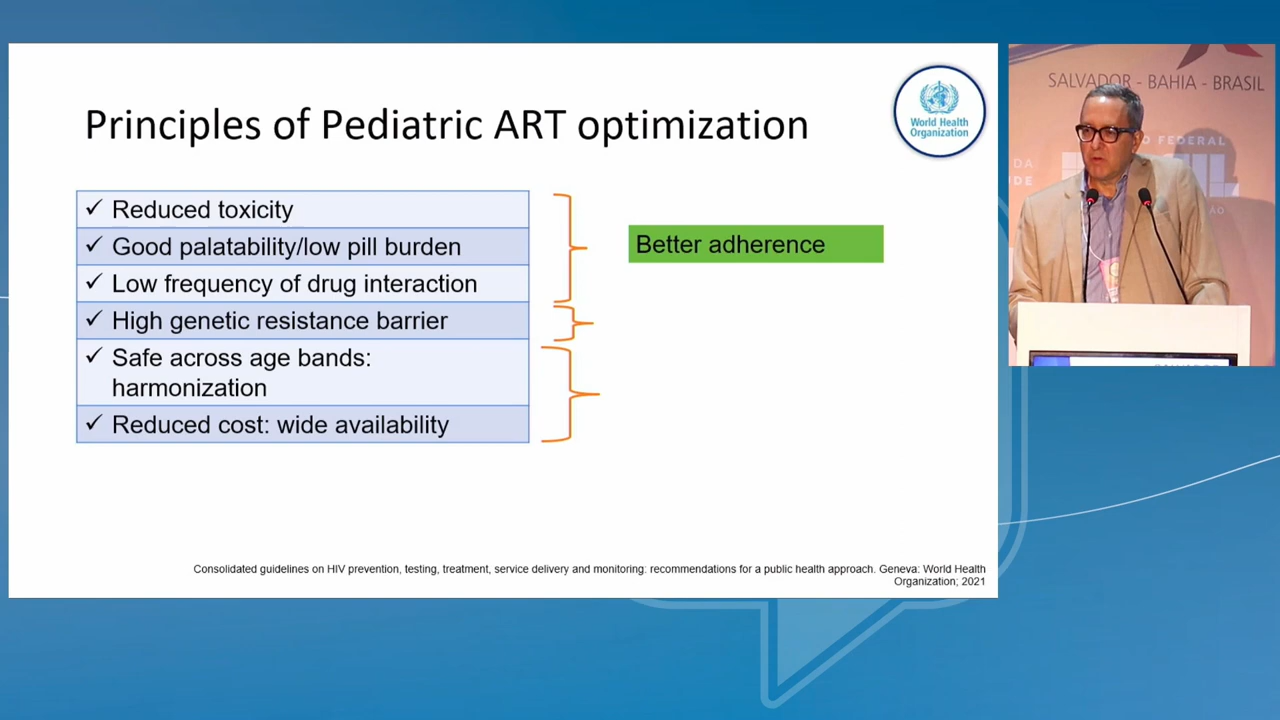 Principles of Pediatric ART optimization
World Health
Organization
✓ Reduced toxicity
✓ Good palatability/low pill burden
✓ Low frequency of drug interaction
✓ High genetic resistance barrier
✓ Safe across age bands:
harmonization
✓ Reduced cost: wide availability
Better adherence
Consolidated guidelines on HIV prevention, testing, treatment, service delivery and monitoring: recommendations for a public health approach. Geneva: World Health
Organization; 2021
SALVADOR - BAHIA - BRASIL
FEDERAL